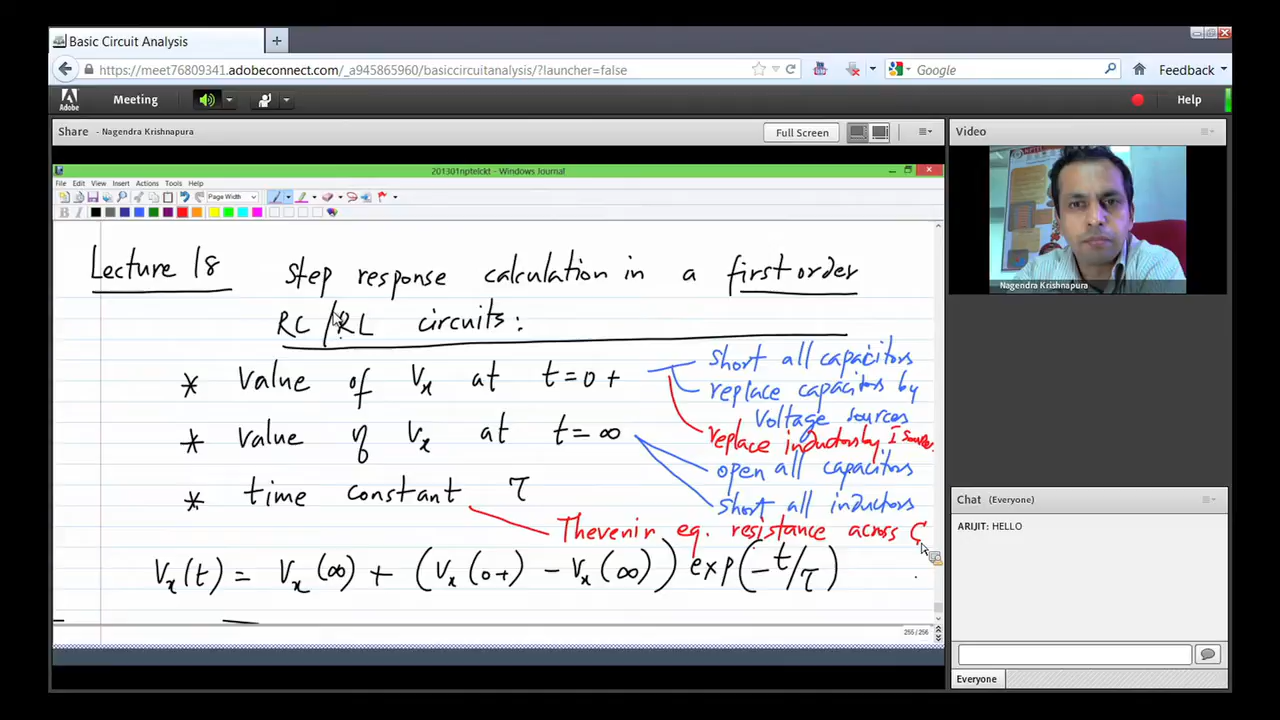 Basic Circuit Analysis
https://meet76809341.adobeconnect.com/_a945865960/basiccircuitanalysis/?launcher=false
Google
Feedback
Adobe
Meeting
Help
Share - Nagendra Krishnapura
Full Screen
Video
201301nptelckt - Windows Journal
File Edit View Insert Actions Tools Help
Page Width
B I
Nagendra Krishnapura
Lecture 18 Step response calculation in a first order
RC/RL circuits:
* Value of Vx at t=0+
short all capacitors
replace capacitors by
Voltage sources
replace inductors by I sources
* value of Vx at t=∞
open all capacitors
short all inductors
* time constant τ
Thevenin eq. resistance across C
Vx(t) = Vx(∞) + (Vx(0+) - Vx(∞)) exp(-t/τ)
255 / 256
Chat (Everyone)
ARIJIT: HELLO
Everyone